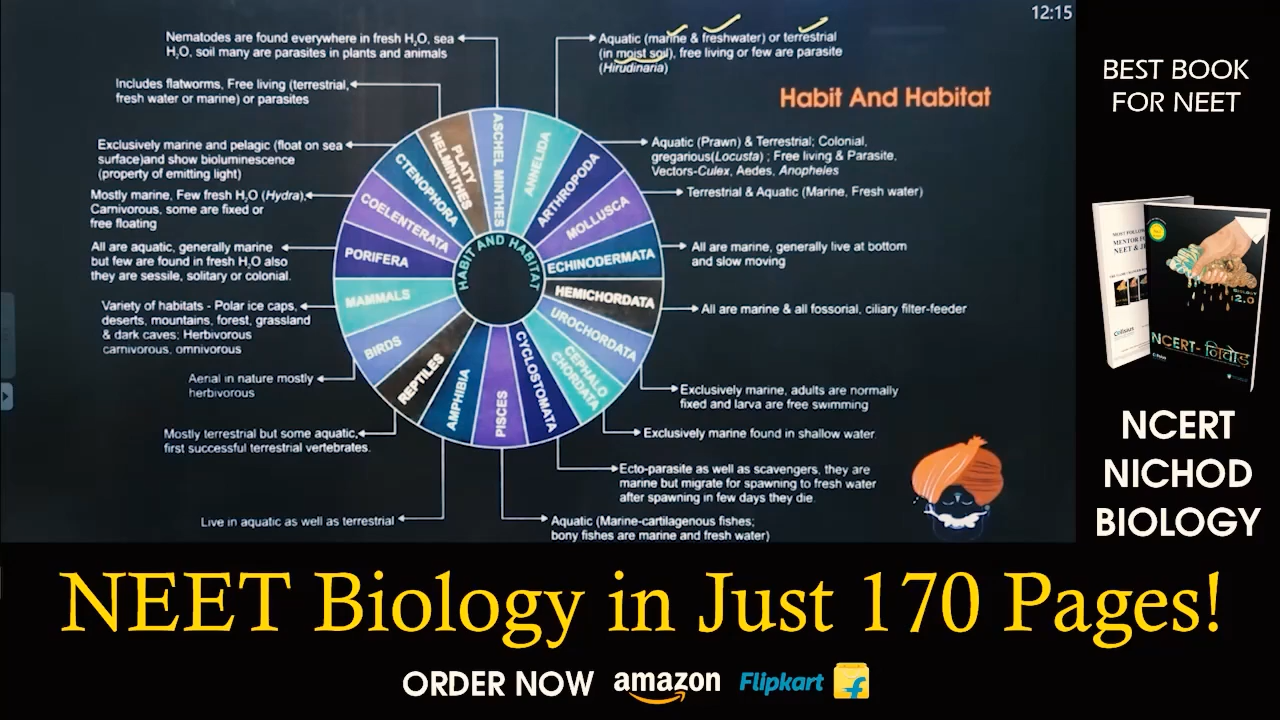 12:15
Nematodes are found everywhere in fresh H₂O, sea
H₂O, soil many are parasites in plants and animals
Aquatic (marine & freshwater) or terrestrial
(in moist soil), free living or few are parasite
(Hirudinaria)
Habit And Habitat
Includes flatworms, Free living (terrestrial,
fresh water or marine) or parasites
Exclusively marine and pelagic (float on sea
surface)and show bioluminescence
(property of emitting light)
Aquatic (Prawn) & Terrestrial; Colonial,
gregarious(Locusta) ; Free living & Parasite,
Vectors-Culex, Aedes, Anopheles
Mostly marine, Few fresh H₂O (Hydra),
Carnivorous, some are fixed or
free floating
Terrestrial & Aquatic (Marine, Fresh water)
All are aquatic, generally marine
but few are found in fresh H₂O also
they are sessile, solitary or colonial.
All are marine, generally live at bottom
and slow moving
Variety of habitats - Polar ice caps,
deserts, mountains, forest, grassland
& dark caves; Herbivorous
carnivorous, omnivorous
All are marine & all fossorial, ciliary filter-feeder
Aerial in nature mostly
herbivorous
Exclusively marine, adults are normally
fixed and larva are free swimming
Mostly terrestrial but some aquatic,
first successful terrestrial vertebrates.
Exclusively marine found in shallow water.
Ecto-parasite as well as scavengers, they are
marine but migrate for spawning to fresh water
after spawning in few days they die.
Live in aquatic as well as terrestrial
Aquatic (Marine-cartilagenous fishes;
bony fishes are marine and fresh water)
HABIT AND HABITAT
ASCHEL MINTHES
ANNELIDA
ARTHROPODA
MOLLUSCA
ECHINODERMATA
HEMICHORDATA
UROCHORDATA
CEPHALO
CHORDATA
CYCLOSTOMATA
PISCES
AMPHIBIA
REPTILES
BIRDS
MAMMALS
PORIFERA
COELENTERATA
CTENOPHORA
PLATY
HELMINTHES
BEST BOOK
FOR NEET
BIOLOGY
2.0
NCERT- निचोड़
NCERT
NICHOD
BIOLOGY
NEET Biology in Just 170 Pages!
ORDER NOW amazon Flipkart